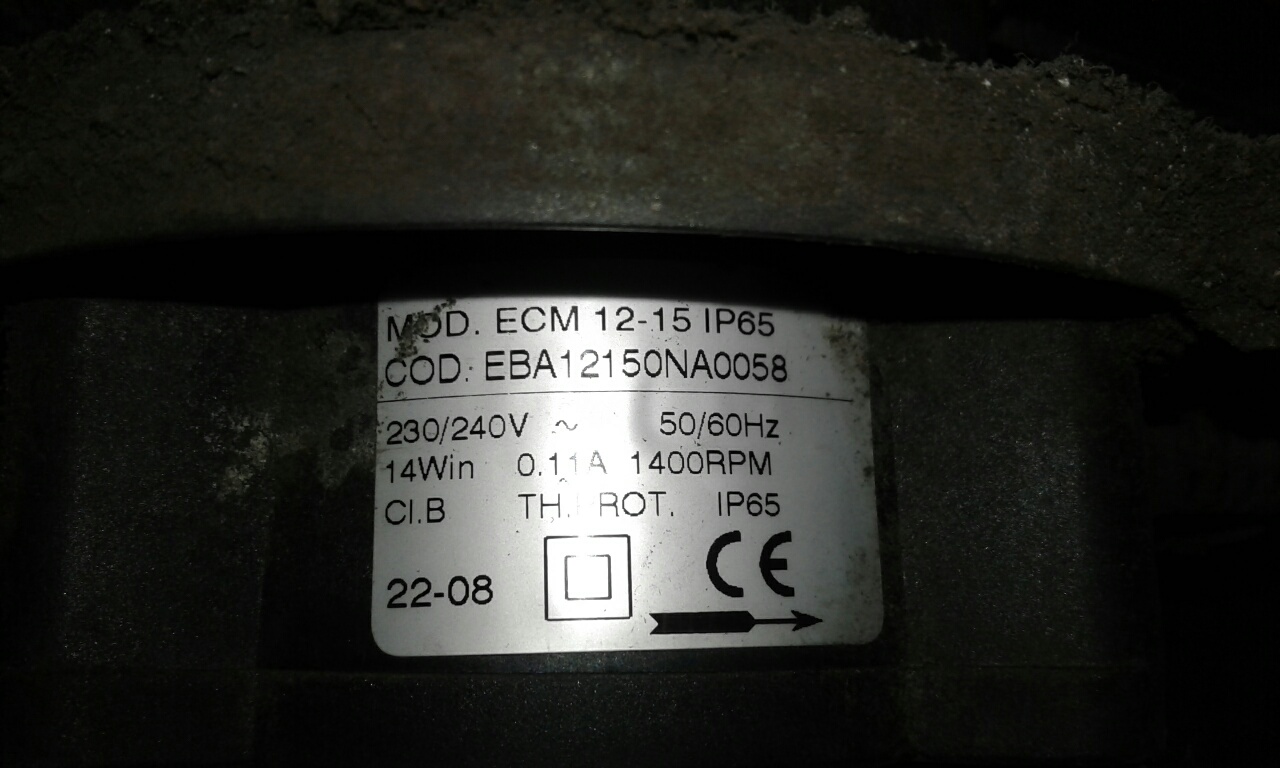 MOD. ECM 12-15 IP65
COD. EBA12150NA0058
230/240V ~ 50/60Hz
14Win 0.11A 1400RPM
Cl.B TH. ROT. IP65
22-08 CE